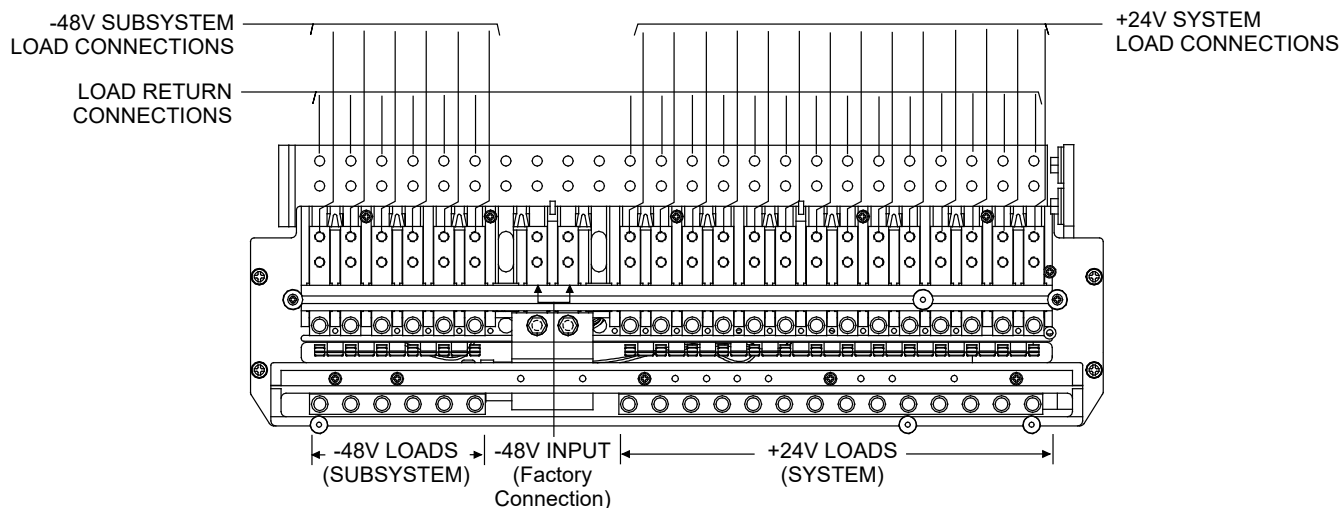 -48V SUBSYSTEM
LOAD CONNECTIONS
+24V SYSTEM
LOAD CONNECTIONS
LOAD RETURN
CONNECTIONS
-48V LOADS
(SUBSYSTEM)
-48V INPUT
(Factory
Connection)
+24V LOADS
(SYSTEM)